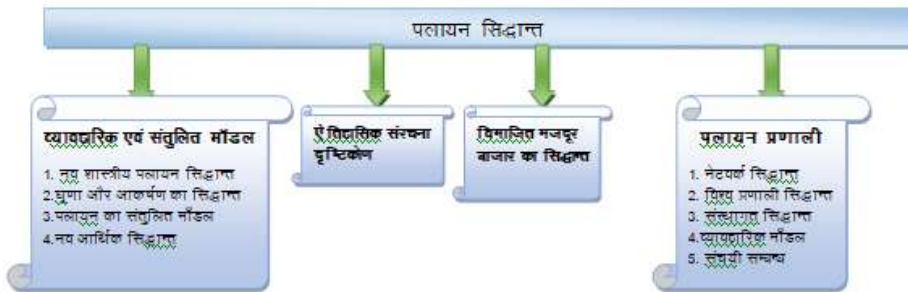 पलायन सिद्धान्त
व्यावहारिक एवं संतुलित मॉडल
1. नव शास्त्रीय पलायन सिद्धान्त
2.घृणा और आकर्षण का सिद्धान्त
3.पलायन का संतुलित मॉडल
4.नव आर्थिक सिद्धान्त
ऐतिहासिक संरचना
दृष्टिकोण
विभाजित मजदूर
बाजार का सिद्धान्त
पलायन प्रणाली
1. नेटवर्क सिद्धान्त
2. विश्व प्रणाली सिद्धान्त
3. संस्थागत सिद्धान्त
4.व्यावहारिक मॉडल
5. संचयी सम्बन्ध